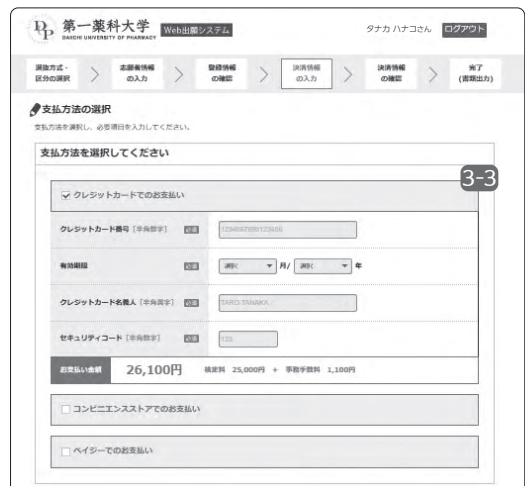 第一薬科大学
DAIICHI UNIVERSITY OF PHARMACY
Web出願システム
タナカ ハナコさん ログアウト
選抜方式・
区分の選択
志願者情報
の入力
登録情報
の確認
決済情報
の入力
決済情報
の確認
完了
(書類出力)
支払方法の選択
支払方法を選択し、必要項目を入力してください。
支払方法を選択してください
3-3
クレジットカードでのお支払い
クレジットカード番号 [半角数字] 必須 1234567890123456
有効期限 必須 選択 月/ 選択 年
クレジットカード名義人 [半角英字] 必須 TARO TANAKA
セキュリティコード [半角数字] 必須 123
お支払い金額 26,100円 検定料 25,000円 + 事務手数料 1,100円
コンビニエンスストアでのお支払い
ペイジーでのお支払い